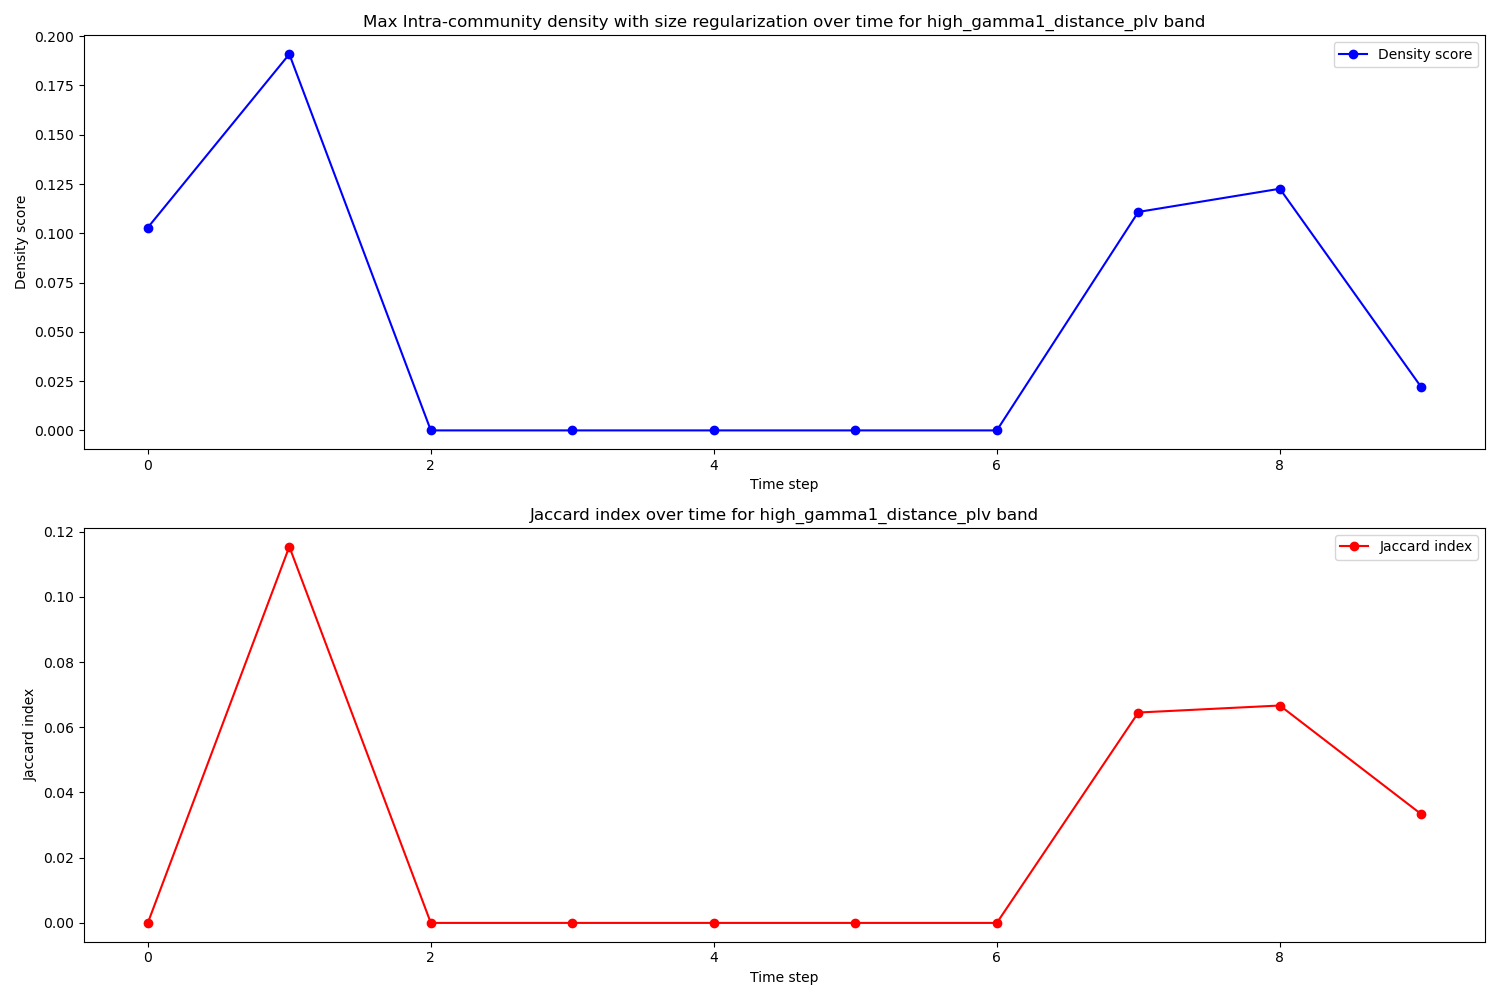 Max Intra-community density with size regularization over time for high_gamma1_distance_plv band
Density score
0.200
0.175
0.150
0.125
0.100
0.075
0.050
0.025
0.000
Density score
0 2 4 6 8
Time step
Jaccard index over time for high_gamma1_distance_plv band
Jaccard index
0.12
0.10
0.08
0.06
0.04
0.02
0.00
Jaccard index
0 2 4 6 8
Time step